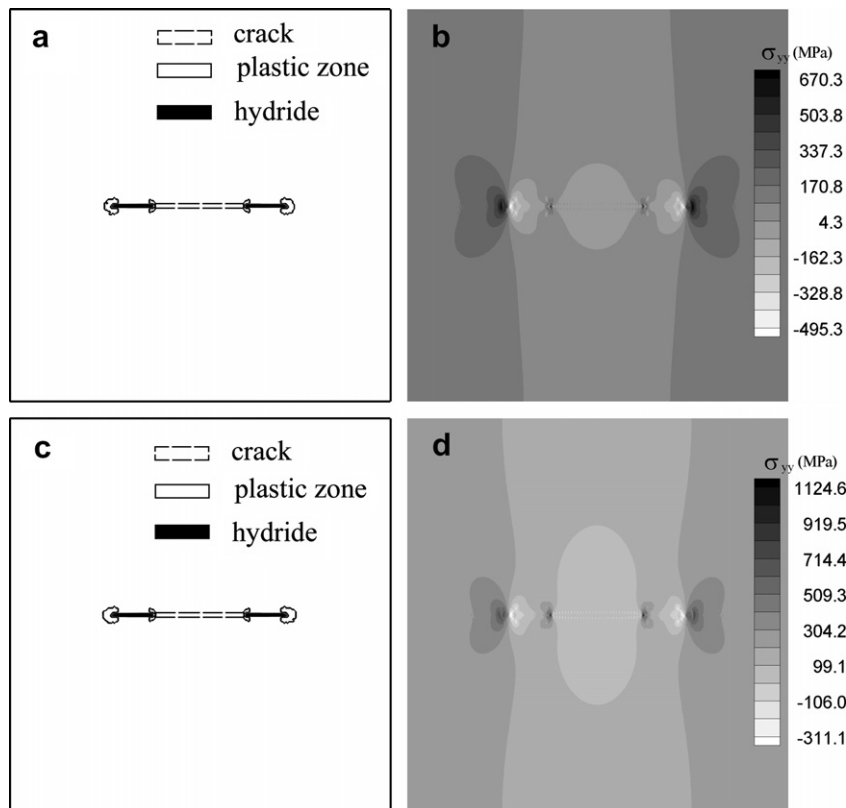 a
crack
plastic zone
hydride
b
σyy (MPa)
670.3
503.8
337.3
170.8
4.3
-162.3
-328.8
-495.3
c
crack
plastic zone
hydride
d
σyy (MPa)
1124.6
919.5
714.4
509.3
304.2
99.1
-106.0
-311.1